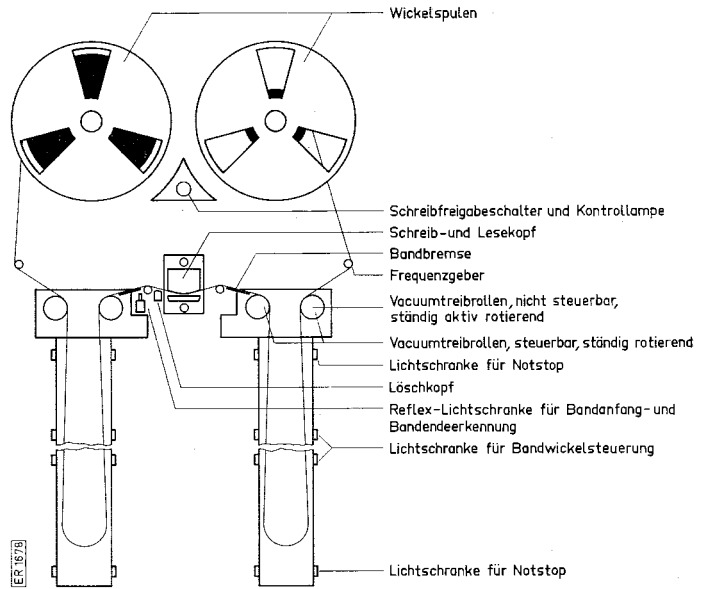 Wickelspulen
Schreibfreigabeschalter und Kontrollampe
Schreib-und Lesekopf
Bandbremse
Frequenzgeber
Vacuumtreibrollen, nicht steuerbar,
ständig aktiv rotierend
Vacuumtreibrollen, steuerbar, ständig rotierend
Lichtschranke für Notstop
Löschkopf
Reflex-Lichtschranke für Bandanfang-und
Bandendeerkennung
Lichtschranke für Bandwickelsteuerung
Lichtschranke für Notstop
ER 1678